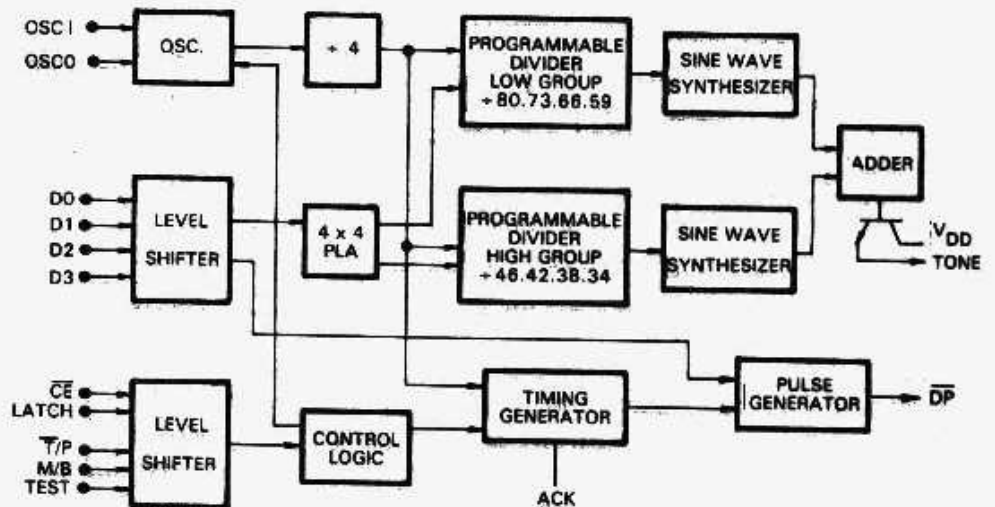 OSC I
OSCO
OSC.
÷ 4
PROGRAMMABLE
DIVIDER
LOW GROUP
÷80.73.66.59
SINE WAVE
SYNTHESIZER
ADDER
VDD
TONE
D0
D1
D2
D3
LEVEL
SHIFTER
4 x 4
PLA
PROGRAMMABLE
DIVIDER
HIGH GROUP
÷46.42.38.34
SINE WAVE
SYNTHESIZER
C̅E̅
LATCH
T̅/P
M/B
TEST
LEVEL
SHIFTER
CONTROL
LOGIC
TIMING
GENERATOR
ACK
PULSE
GENERATOR
D̅P̅